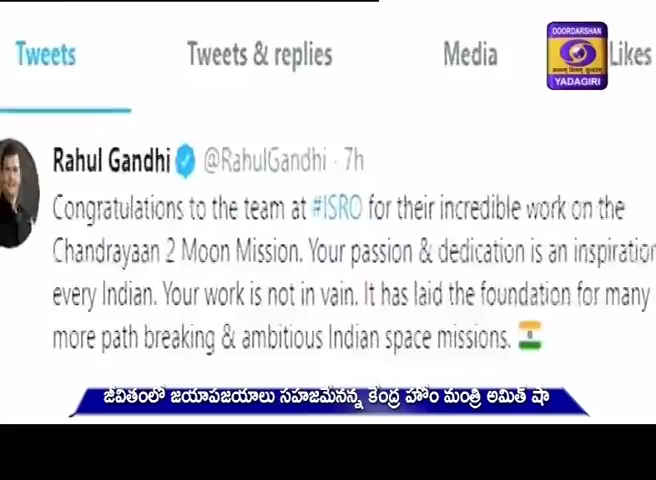 Tweets Tweets & replies Media Likes
DOORDARSHAN
YADAGIRI
Rahul Gandhi @RahulGandhi · 7h
Congratulations to the team at #ISRO for their incredible work on the
Chandrayaan 2 Moon Mission. Your passion & dedication is an inspiration
every Indian. Your work is not in vain. It has laid the foundation for many
more path breaking & ambitious Indian space missions.
జీవితంలో జయాపజయాలు సహజమేనన్న కేంద్ర హోం మంత్రి అమిత్ షా